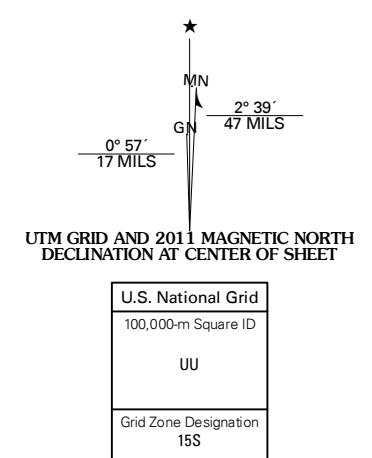 ★
MN
2° 39´
47 MILS
GN
0° 57´
17 MILS
UTM GRID AND 2011 MAGNETIC NORTH
DECLINATION AT CENTER OF SHEET
U.S. National Grid
100,000-m Square ID
UU
Grid Zone Designation
15S